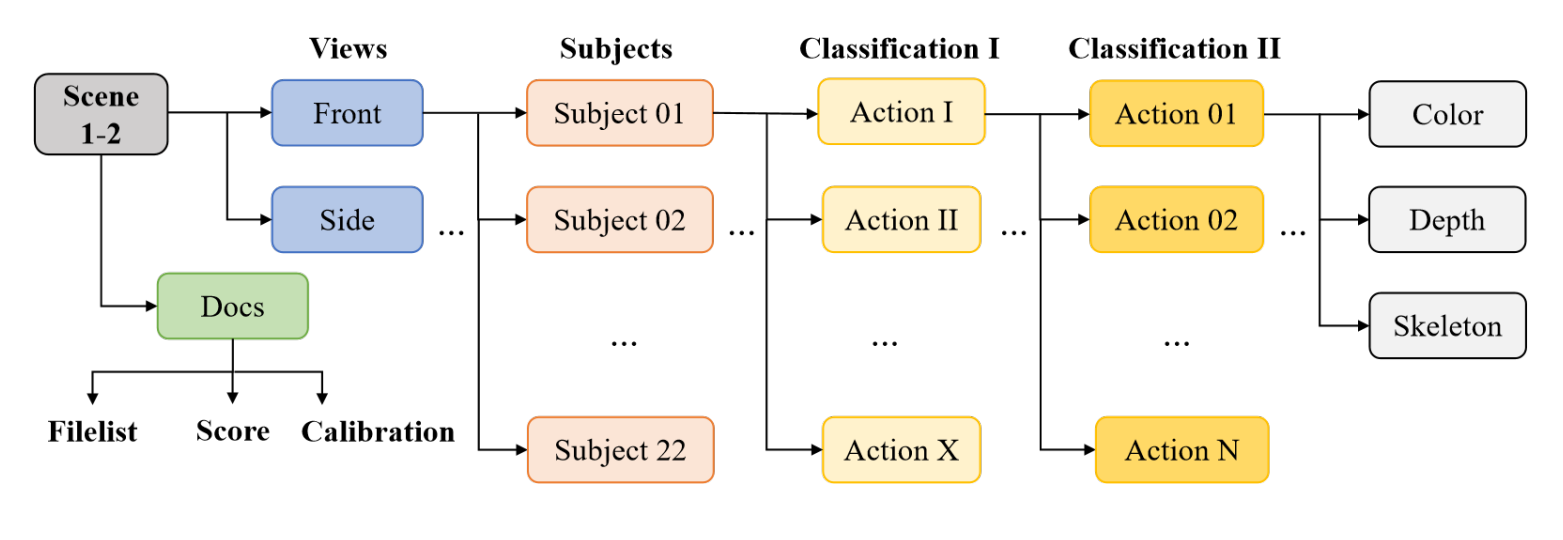 Views
Subjects
Classification I
Classification II
Scene
1-2
Front
Subject 01
Action I
Action 01
Color
Side
...
Subject 02
...
Action II
...
Action 02
...
Depth
Docs
...
...
...
Skeleton
Filelist
Score
Calibration
Subject 22
Action X
Action N